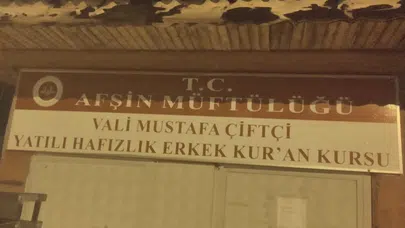 T.C.
AFŞİN MÜFTÜLÜĞÜ
VALİ MUSTAFA ÇİFTÇİ
YATILI HAFIZLIK ERKEK KUR'AN KURSU